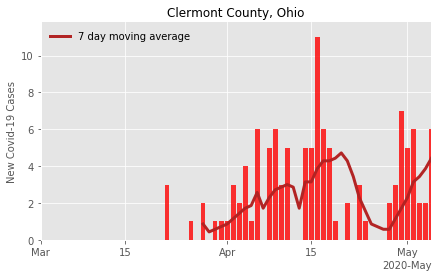 Clermont County, Ohio
7 day moving average
New Covid-19 Cases
10
8
6
4
2
0
Mar 15 Apr 15 May
2020-May